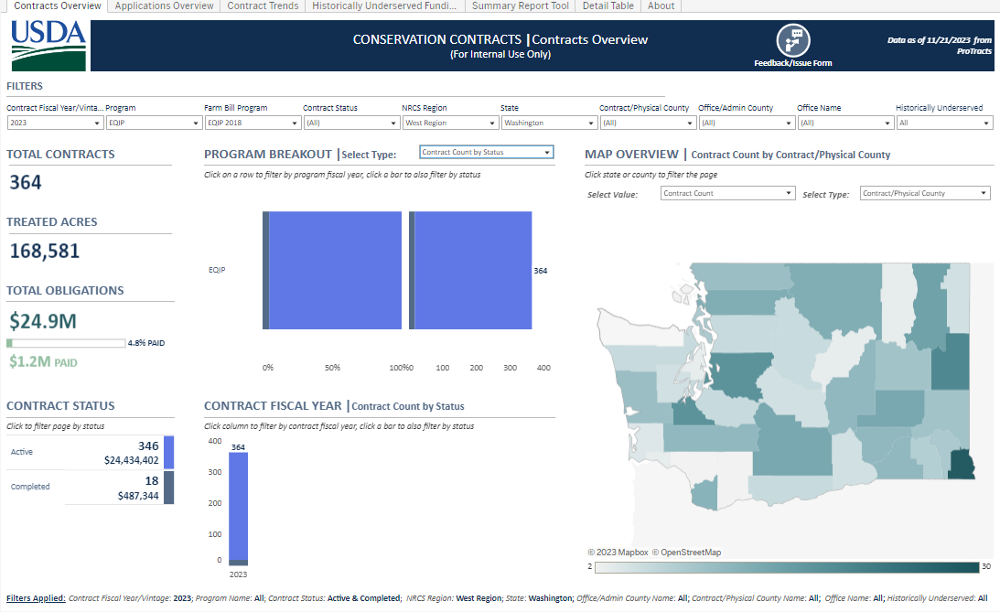 Contracts Overview
Applications Overview
Contract Trends
Historically Underserved Fundi...
Summary Report Tool
Detail Table
About
USDA
CONSERVATION CONTRACTS | Contracts Overview
(For Internal Use Only)
Feedback/Issue Form
Data as of 11/21/2023 from
ProTracts
FILTERS
Contract Fiscal Year/Vinta...
Program
Farm Bill Program
Contract Status
NRCS Region
State
Contract/Physical County
Office/Admin County
Office Name
Historically Underserved
2023
EQIP
EQIP 2018
(All)
West Region
Washington
(All)
(All)
(All)
All
TOTAL CONTRACTS
364
TREATED ACRES
168,581
TOTAL OBLIGATIONS
$24.9M
4.8% PAID
$1.2M PAID
PROGRAM BREAKOUT | Select Type:
Contract Count by Status
Click on a row to filter by program fiscal year, click a bar to also filter by status
EQIP
364
0%
50%
100%
0
100
200
300
400
MAP OVERVIEW | Contract Count by Contract/Physical County
Click state or county to filter the page
Select Value:
Contract Count
Select Type:
Contract/Physical County
© 2023 Mapbox © OpenStreetMap
2
30
CONTRACT STATUS
Click to filter page by status
Active
346
$24,434,402
Completed
18
$487,344
CONTRACT FISCAL YEAR | Contract Count by Status
Click column to filter by contract fiscal year, click a bar to also filter by status
400
364
300
200
100
0
2023
Filters Applied: Contract Fiscal Year/Vintage: 2023; Program Name: All; Contract Status: Active & Completed; NRCS Region: West Region; State: Washington; Office/Admin County Name: All; Contract/Physical County Name: All; Office Name: All; Historically Underserved: All